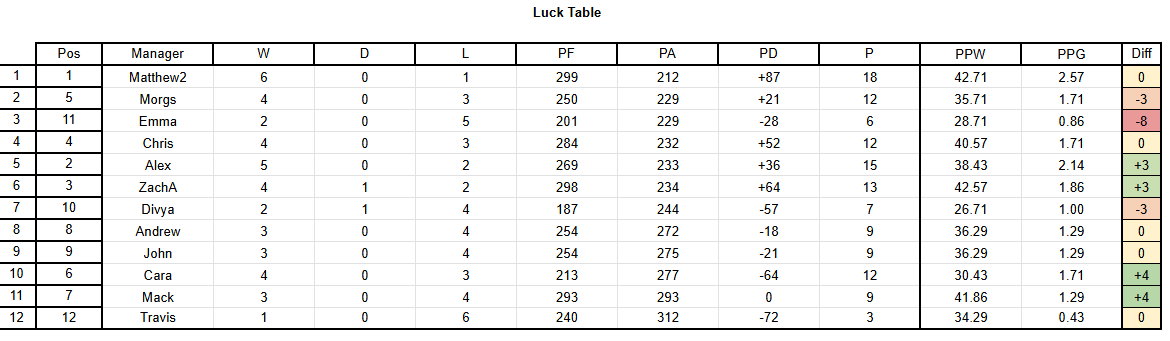 Luck Table
Pos Manager W D L PF PA PD P PPW PPG Diff
1 1 Matthew2 6 0 1 299 212 +87 18 42.71 2.57 0
2 5 Morgs 4 0 3 250 229 +21 12 35.71 1.71 -3
3 11 Emma 2 0 5 201 229 -28 6 28.71 0.86 -8
4 4 Chris 4 0 3 284 232 +52 12 40.57 1.71 0
5 2 Alex 5 0 2 269 233 +36 15 38.43 2.14 +3
6 3 ZachA 4 1 2 298 234 +64 13 42.57 1.86 +3
7 10 Divya 2 1 4 187 244 -57 7 26.71 1.00 -3
8 8 Andrew 3 0 4 254 272 -18 9 36.29 1.29 0
9 9 John 3 0 4 254 275 -21 9 36.29 1.29 0
10 6 Cara 4 0 3 213 277 -64 12 30.43 1.71 +4
11 7 Mack 3 0 4 293 293 0 9 41.86 1.29 +4
12 12 Travis 1 0 6 240 312 -72 3 34.29 0.43 0